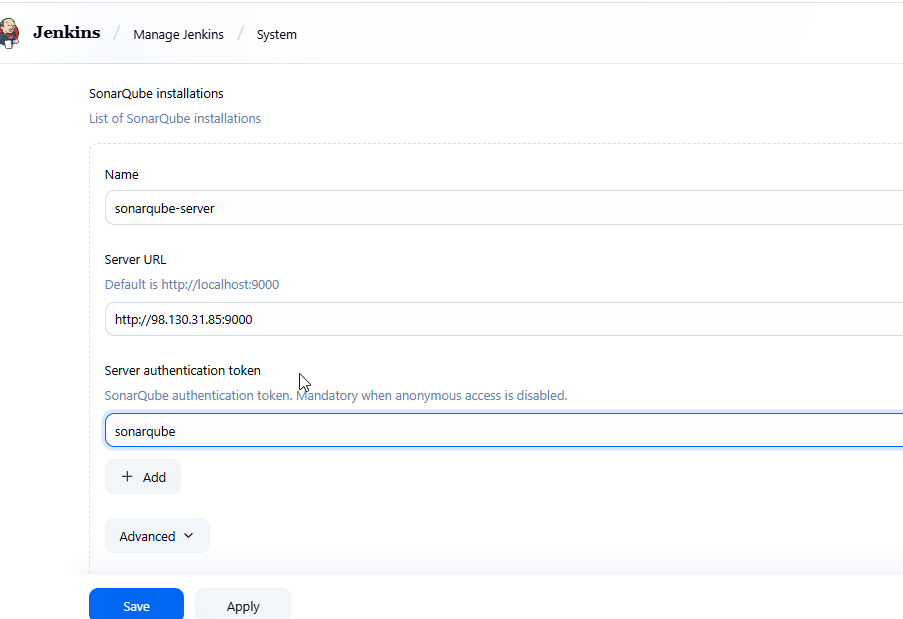 Jenkins / Manage Jenkins / System
SonarQube installations
List of SonarQube installations
Name
sonarqube-server
Server URL
Default is http://localhost:9000
http://98.130.31.85:9000
Server authentication token
SonarQube authentication token. Mandatory when anonymous access is disabled.
sonarqube
+ Add
Advanced
Save Apply